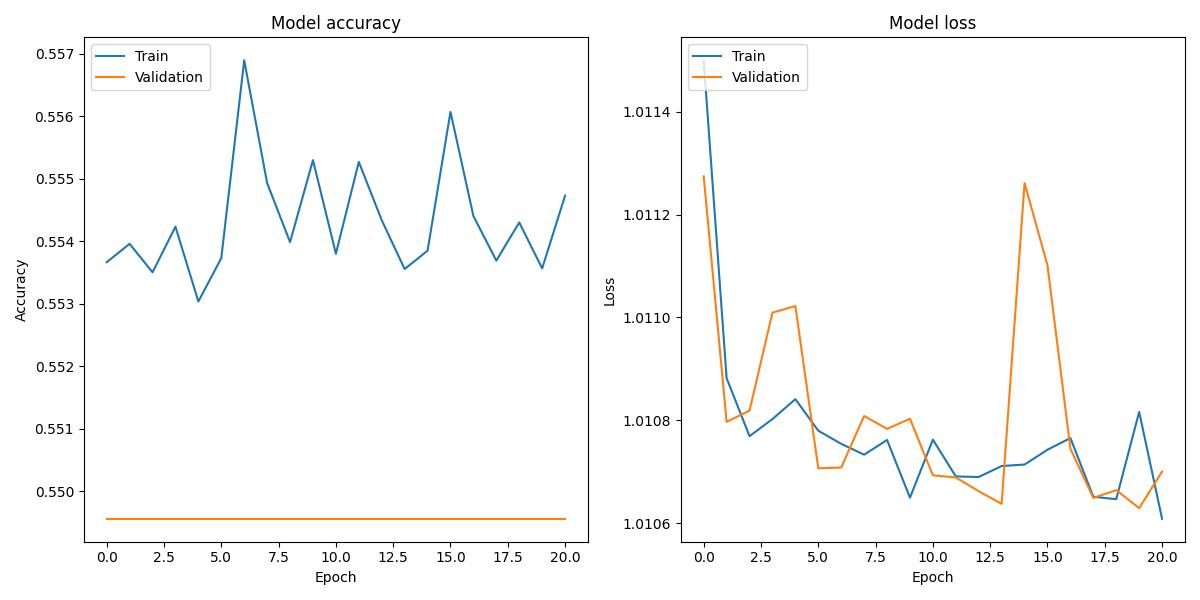 Model accuracy
Train
Validation
0.557
0.556
0.555
0.554
0.553
0.552
0.551
0.550
Accuracy
0.0 2.5 5.0 7.5 10.0 12.5 15.0 17.5 20.0
Epoch
Model loss
Train
Validation
1.0114
1.0112
1.0110
1.0108
1.0106
Loss
0.0 2.5 5.0 7.5 10.0 12.5 15.0 17.5 20.0
Epoch